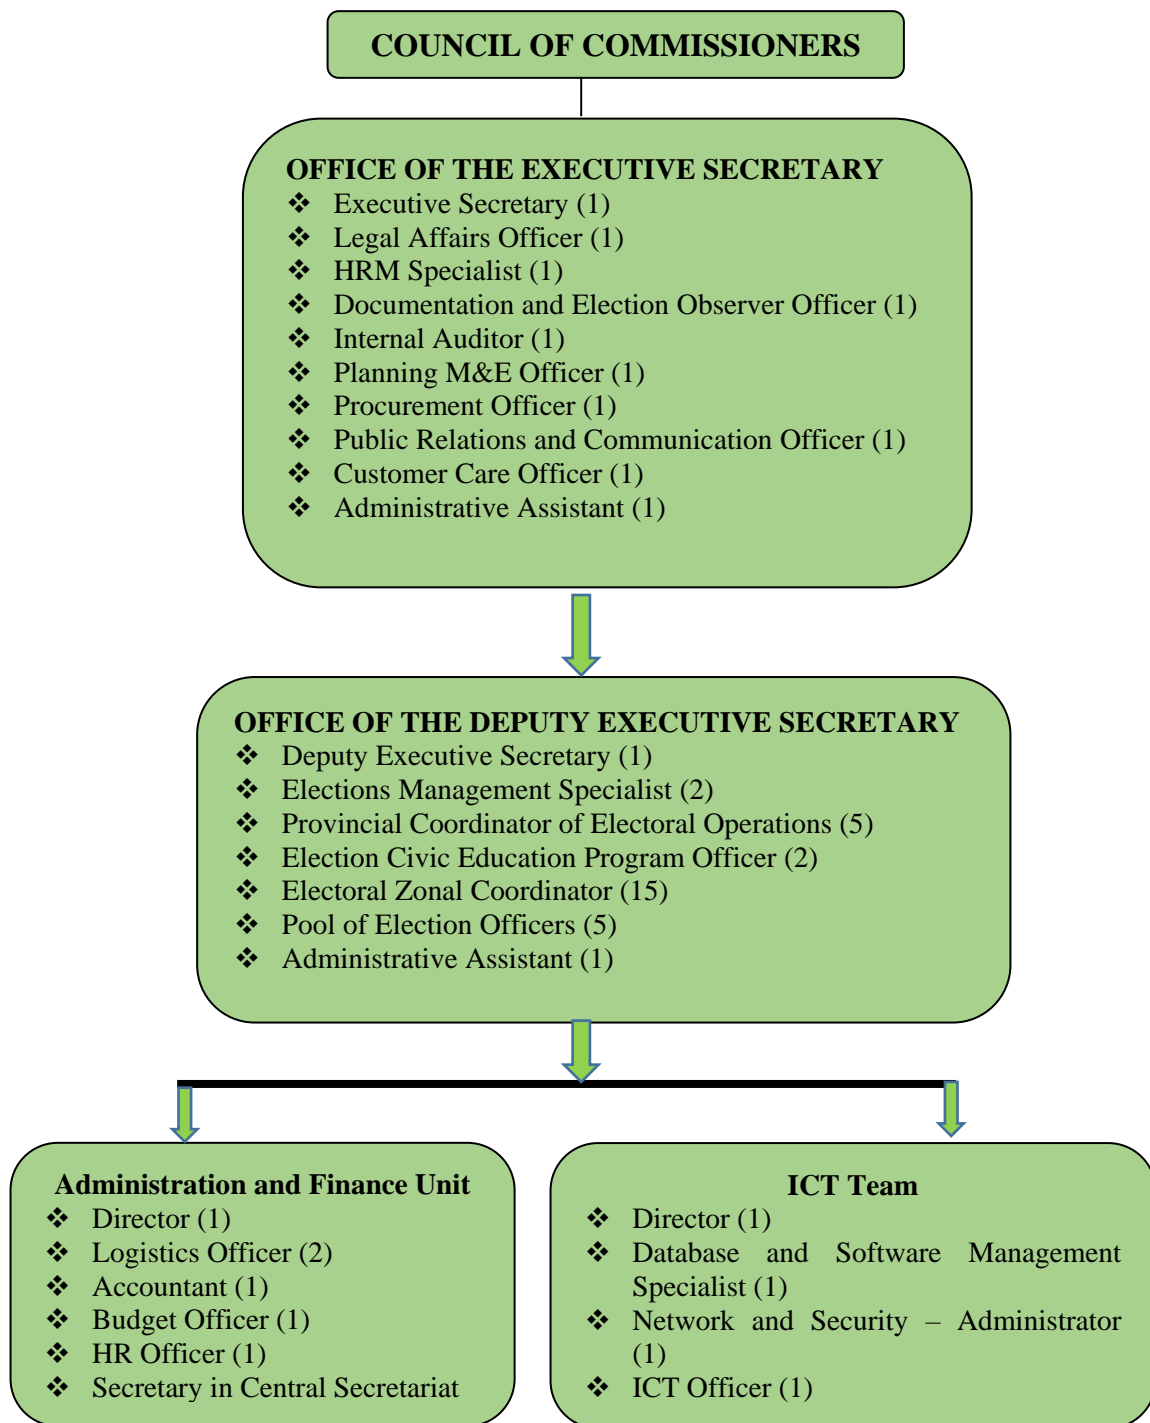 COUNCIL OF COMMISSIONERS
OFFICE OF THE EXECUTIVE SECRETARY
❖ Executive Secretary (1)
❖ Legal Affairs Officer (1)
❖ HRM Specialist (1)
❖ Documentation and Election Observer Officer (1)
❖ Internal Auditor (1)
❖ Planning M&E Officer (1)
❖ Procurement Officer (1)
❖ Public Relations and Communication Officer (1)
❖ Customer Care Officer (1)
❖ Administrative Assistant (1)
OFFICE OF THE DEPUTY EXECUTIVE SECRETARY
❖ Deputy Executive Secretary (1)
❖ Elections Management Specialist (2)
❖ Provincial Coordinator of Electoral Operations (5)
❖ Election Civic Education Program Officer (2)
❖ Electoral Zonal Coordinator (15)
❖ Pool of Election Officers (5)
❖ Administrative Assistant (1)
Administration and Finance Unit
❖ Director (1)
❖ Logistics Officer (2)
❖ Accountant (1)
❖ Budget Officer (1)
❖ HR Officer (1)
❖ Secretary in Central Secretariat
ICT Team
❖ Director (1)
❖ Database and Software Management
Specialist (1)
❖ Network and Security – Administrator
(1)
❖ ICT Officer (1)